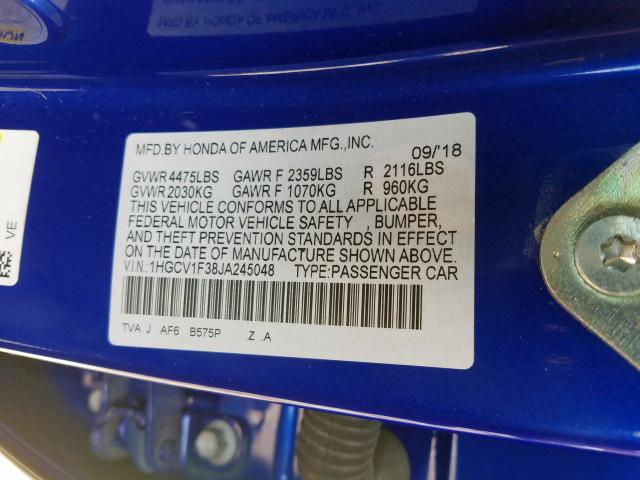 MFD.BY HONDA OF AMERICA MFG.,INC. 09/'18
GVWR 4475LBS GAWR F 2359LBS R 2116LBS
GVWR 2030KG GAWR F 1070KG R 960KG
THIS VEHICLE CONFORMS TO ALL APPLICABLE
FEDERAL MOTOR VEHICLE SAFETY , BUMPER,
AND THEFT PREVENTION STANDARDS IN EFFECT
ON THE DATE OF MANUFACTURE SHOWN ABOVE.
V.I.N.:1HGCV1F38JA245048 TYPE:PASSENGER CAR
TVA J AF6 B575P .Z .A
VE